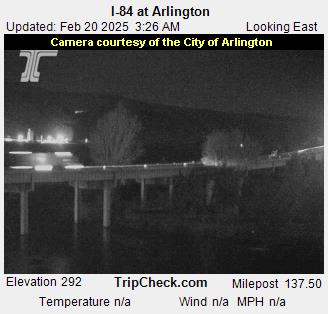 I-84 at Arlington
Updated: Feb 20 2025 3:26 AM Looking East
Camera courtesy of the City of Arlington
Elevation 292 TripCheck.com Milepost 137.50
Temperature n/a Wind n/a MPH n/a